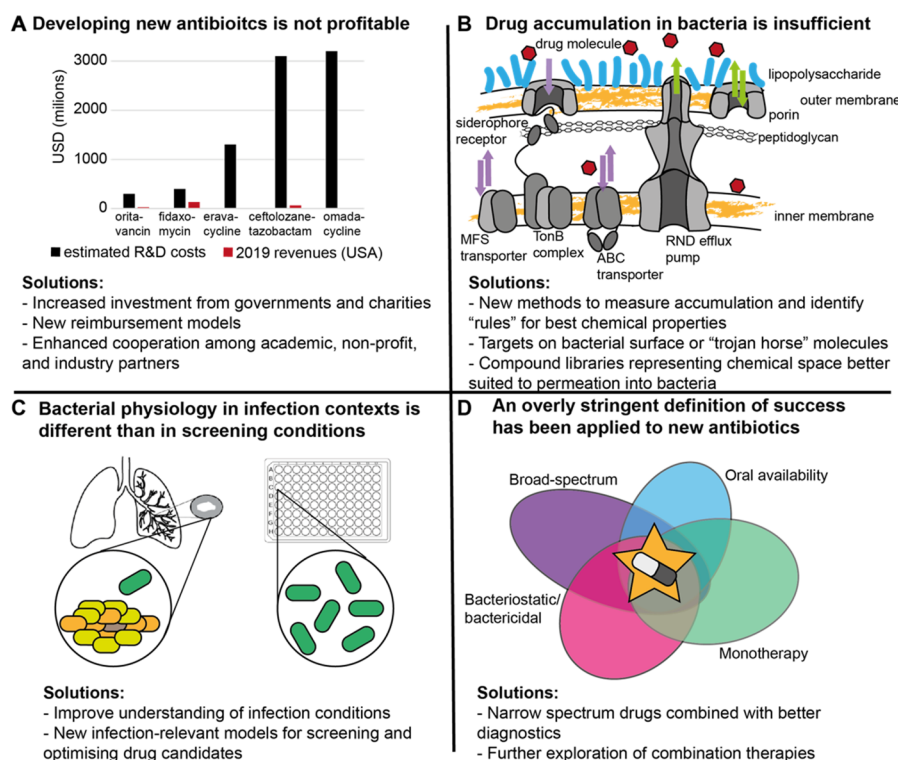 A Developing new antibioitcs is not profitable
USD (milions)
3000
2000
1000
0
orita-
vancin
fidaxo-
mycin
erava-
cycline
ceftolozane-
tazobactam
omada-
cycline
estimated R&D costs
2019 revenues (USA)
Solutions:
- Increased investment from governments and charities
- New reimbursement models
- Enhanced cooperation among academic, non-profit,
and industry partners
B Drug accumulation in bacteria is insufficient
drug molecule
lipopolysaccharide
outer membrane
porin
siderophore
receptor
peptidoglycan
inner membrane
MFS
transporter
TonB
complex
ABC
transporter
RND efflux
pump
Solutions:
- New methods to measure accumulation and identify
“rules” for best chemical properties
- Targets on bacterial surface or “trojan horse” molecules
- Compound libraries representing chemical space better
suited to permeation into bacteria
C Bacterial physiology in infection contexts is
different than in screening conditions
A
B
C
D
E
F
G
H
Solutions:
- Improve understanding of infection conditions
- New infection-relevant models for screening and
optimising drug candidates
D An overly stringent definition of success
has been applied to new antibiotics
Broad-spectrum
Oral availability
Bacteriostatic/
bactericidal
Monotherapy
Solutions:
- Narrow spectrum drugs combined with better
diagnostics
- Further exploration of combination therapies